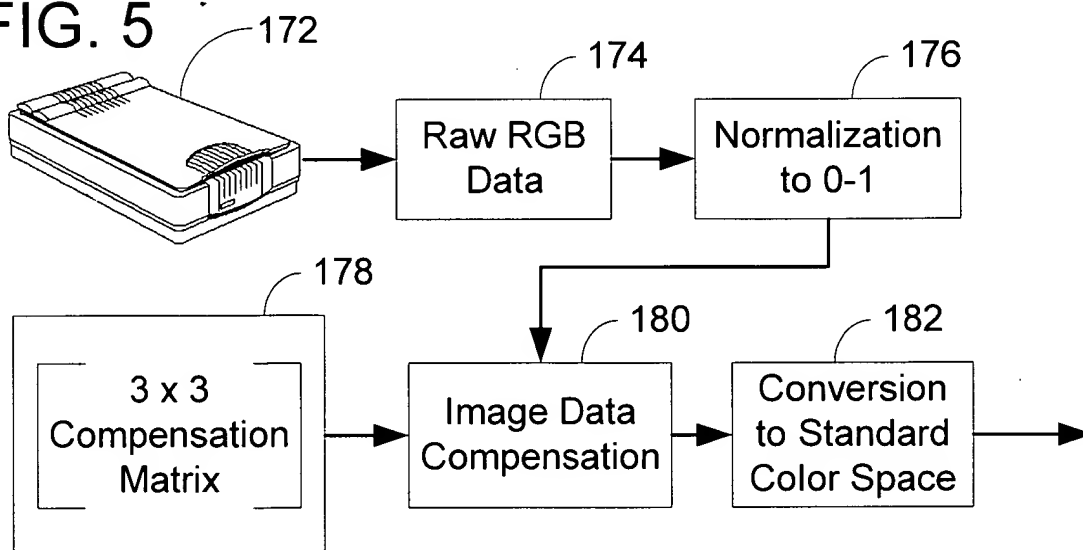 FIG. 5
172
174
176
Raw RGB
Data
Normalization
to 0-1
178
180
182
3 x 3
Compensation
Matrix
Image Data
Compensation
Conversion
to Standard
Color Space